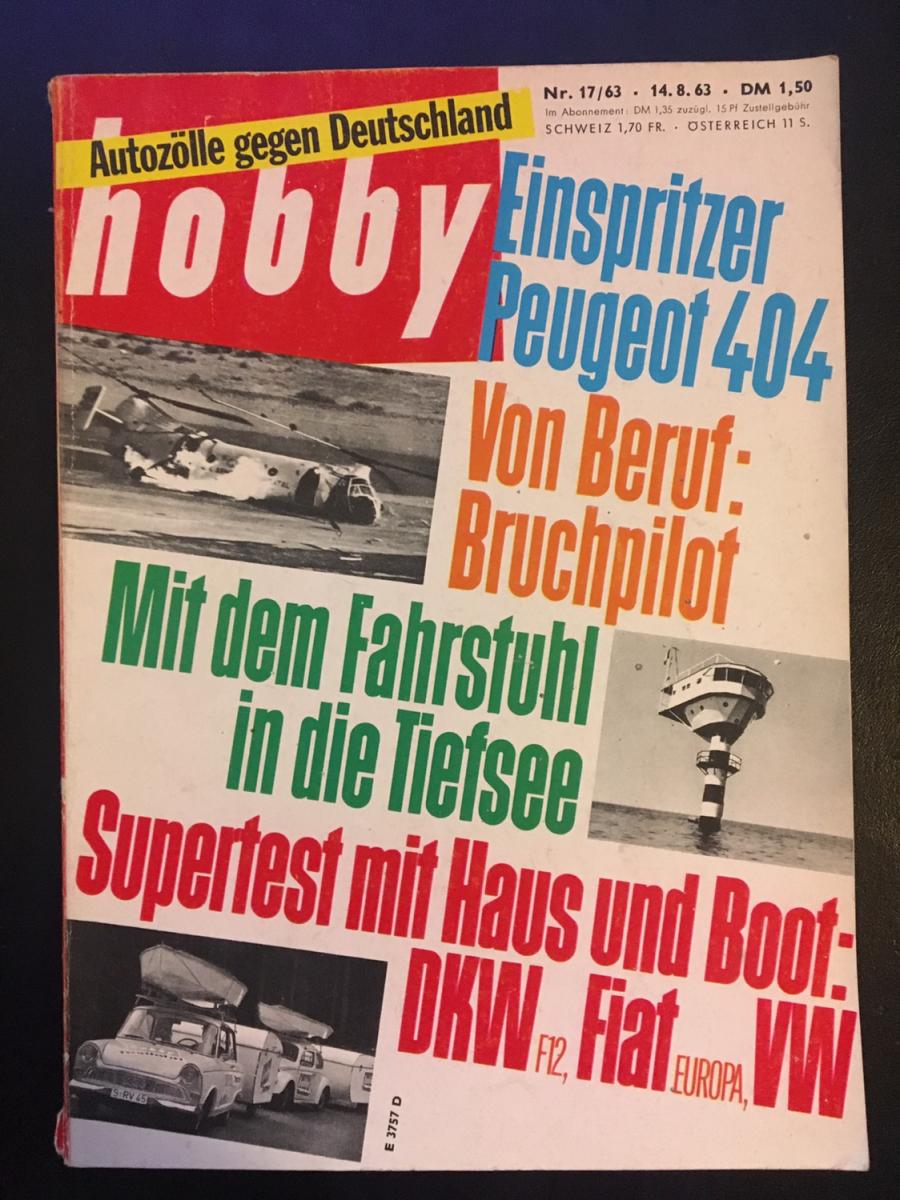 Autozölle gegen Deutschland
hobby
Nr. 17/63 · 14.8.63 · DM 1,50
Im Abonnement: DM 1,35 zuzügl. 15 Pf Zustellgebühr
SCHWEIZ 1,70 FR. · ÖSTERREICH 11 S.
Einspritzer
Peugeot 404
Von Beruf:
Bruchpilot
Mit dem Fahrstuhl
in die Tiefsee
Supertest mit Haus und Boot:
DKW F12, Fiat EUROPA, VW
S-RV 45
E 3757 D